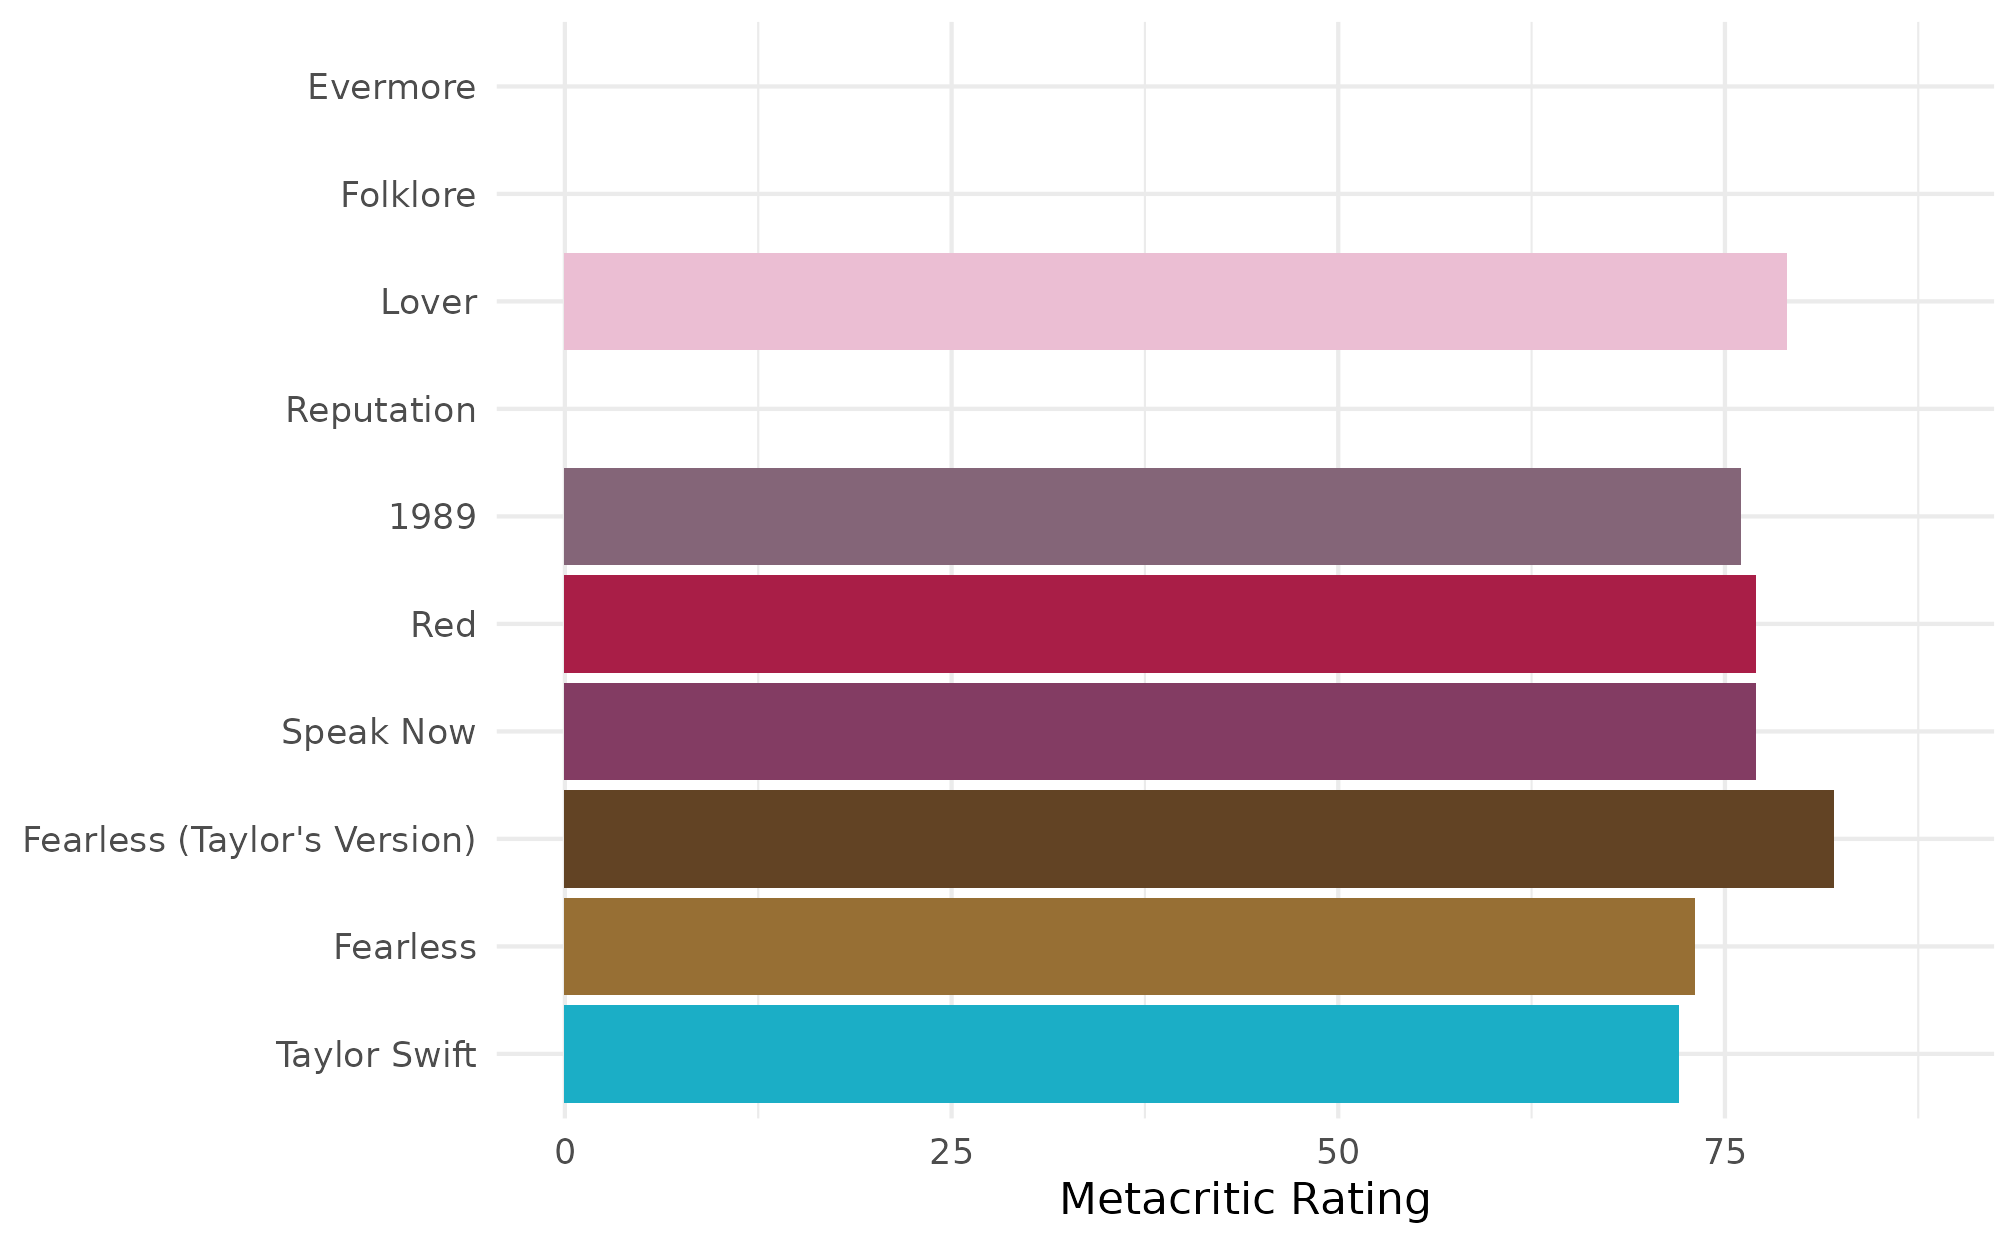 Evermore
Folklore
Lover
Reputation
1989
Red
Speak Now
Fearless (Taylor's Version)
Fearless
Taylor Swift
0 25 50 75
Metacritic Rating